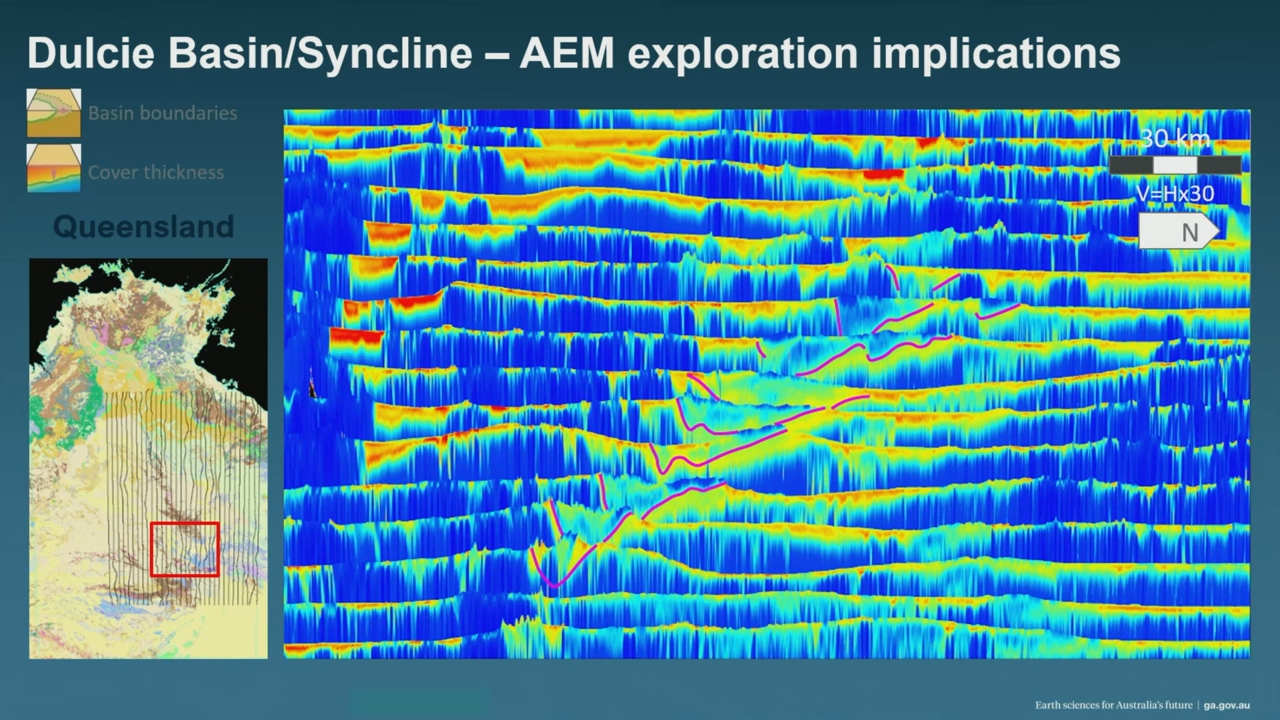 Dulcie Basin/Syncline – AEM exploration implications
Basin boundaries
Cover thickness
Queensland
30 km
V=Hx30
N
Earth sciences for Australia's future | ga.gov.au